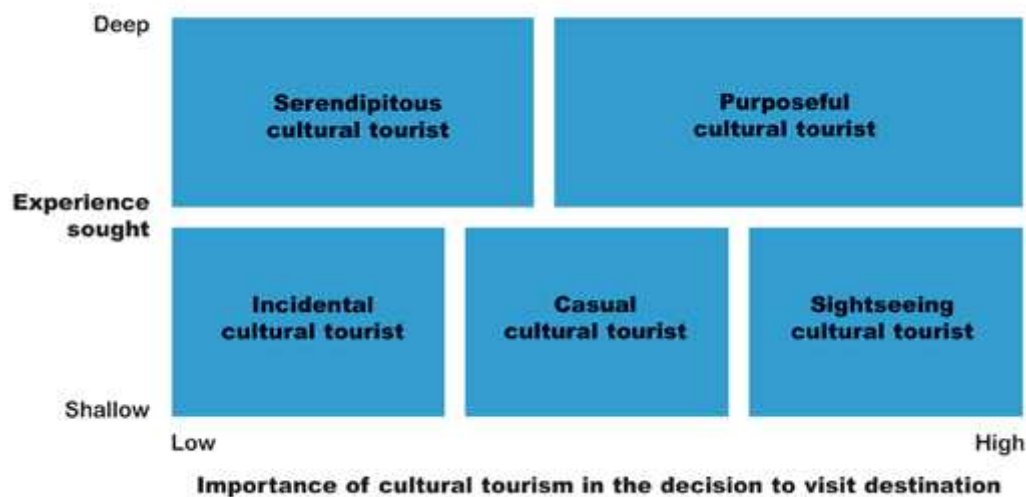 Deep
Serendipitous
cultural tourist
Purposeful
cultural tourist
Experience
sought
Incidental
cultural tourist
Casual
cultural tourist
Sightseeing
cultural tourist
Shallow
Low
High
Importance of cultural tourism in the decision to visit destination